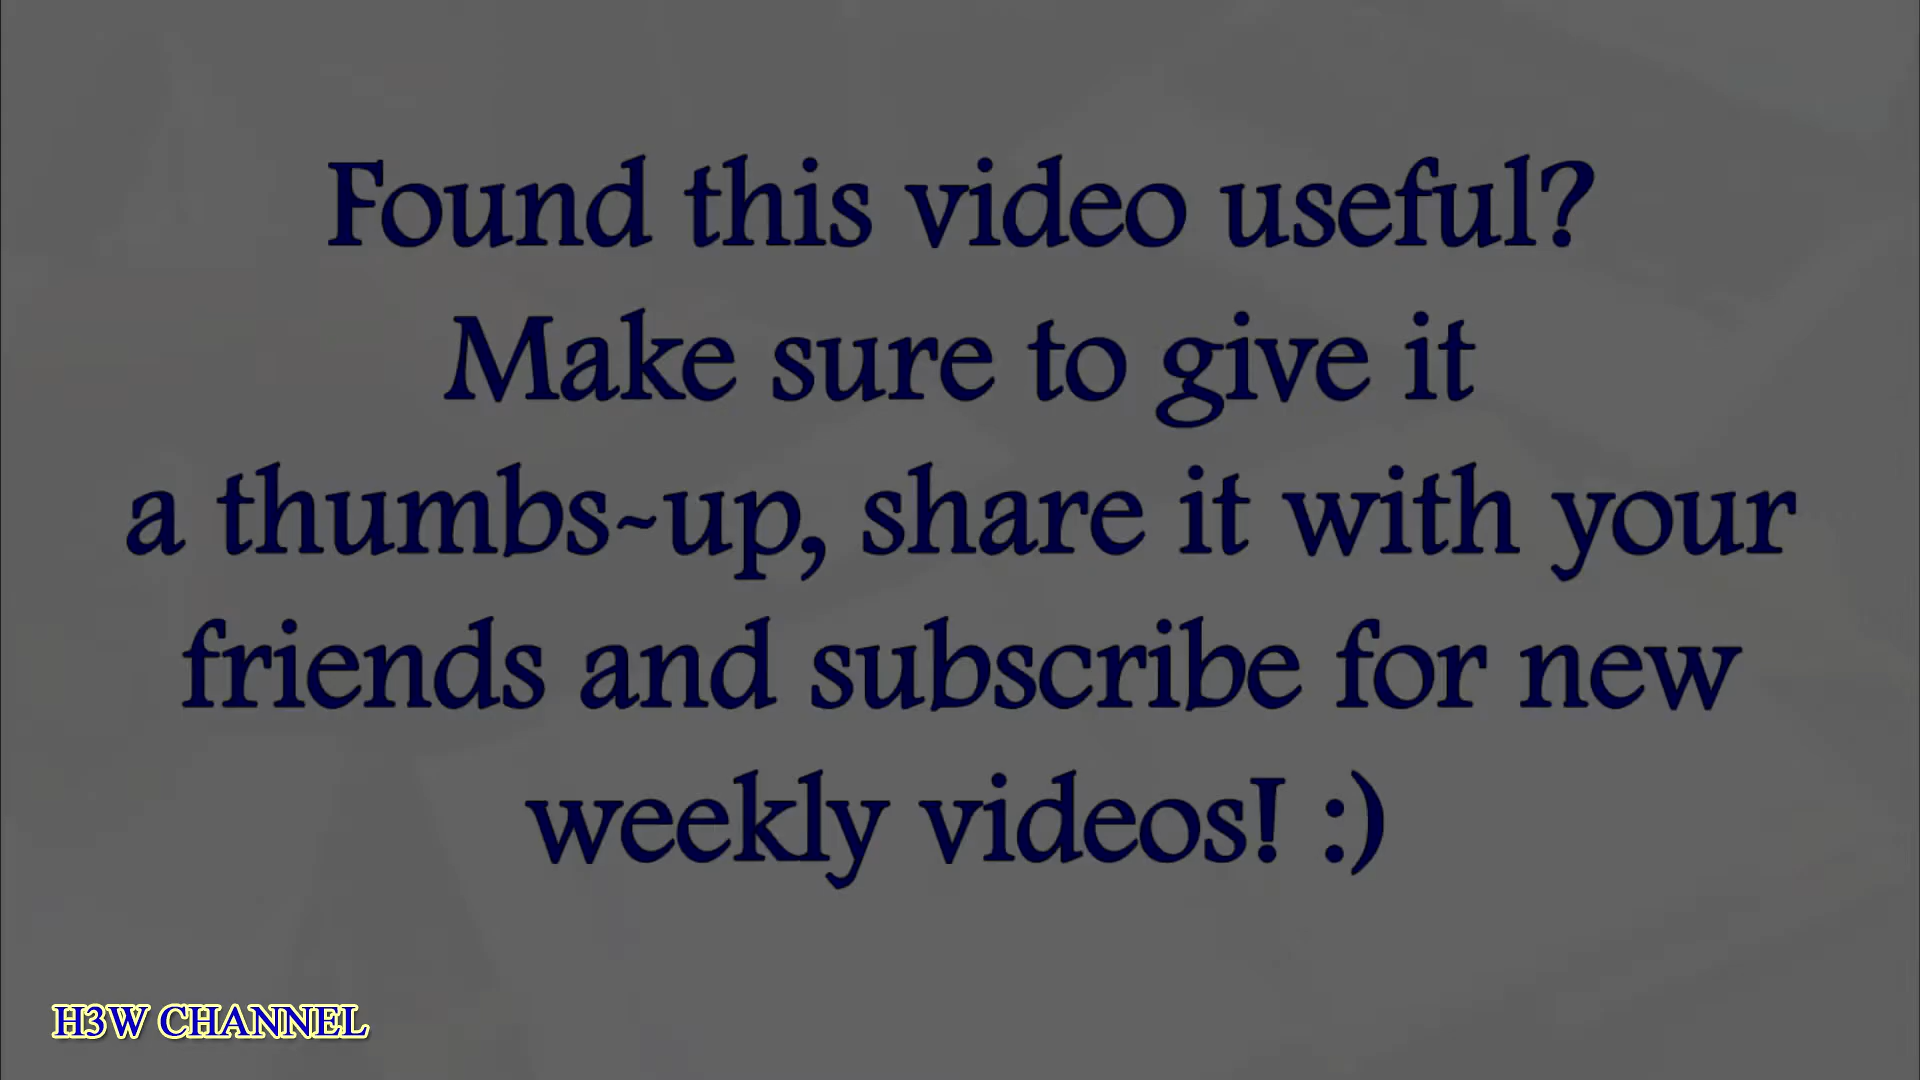 Found this video useful?
Make sure to give it
a thumbs-up, share it with your
friends and subscribe for new
weekly videos! :)
H3W CHANNEL